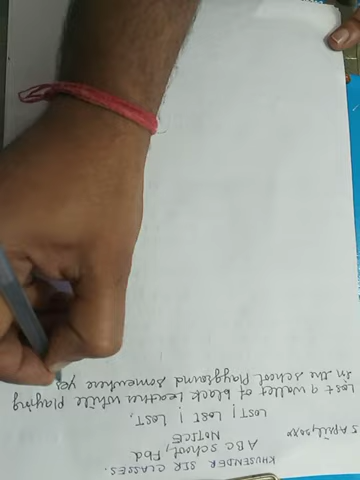 KHUSENDER SIR CLASSES.
ABC School, Fbd
NOTICE
5 April, 20XX
LOST! LOST! LOST,
Lost a wallet of black Leather while playing
in the school playground somewhere yes